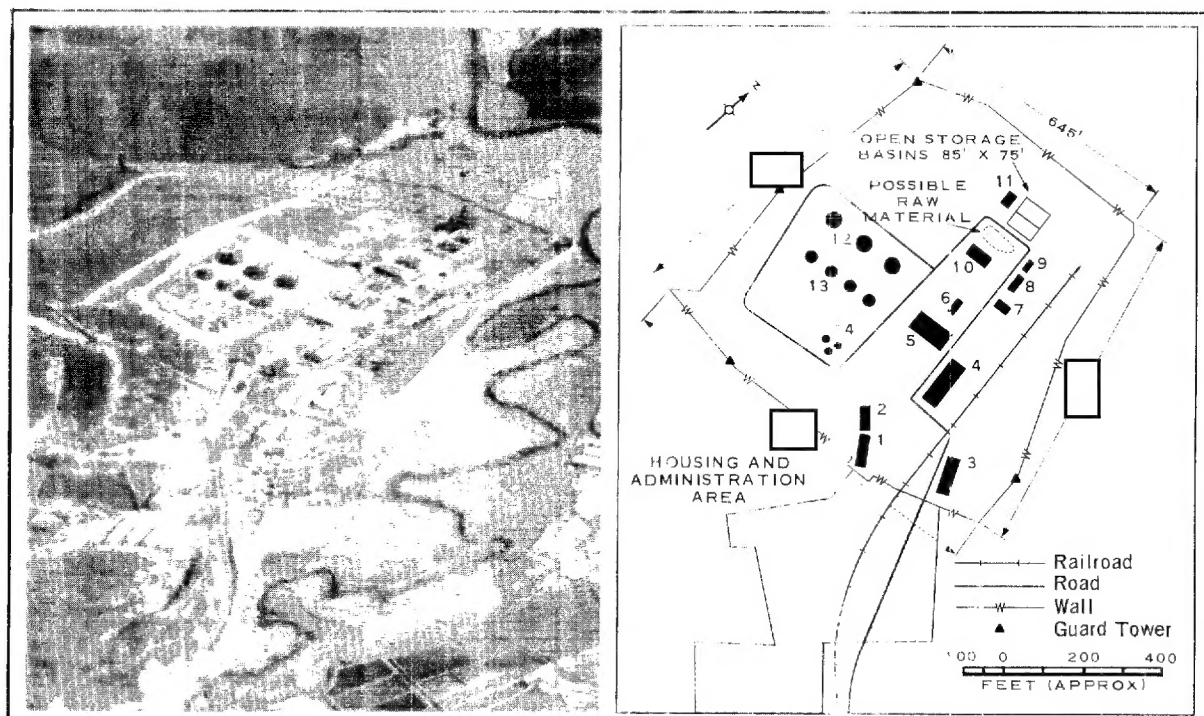 N
645'
OPEN STORAGE
BASINS 85' X 75'
11
POSSIBLE
RAW
MATERIAL
12
10
9
13
8
6
7
5
4
4
2
1
3
HOUSING AND
ADMINISTRATION
AREA
W
W
W
W
W
W
W
W
W
W
W
W
Railroad
Road
W
Wall
Guard Tower
100 0 200 400
FEET (APPROX)